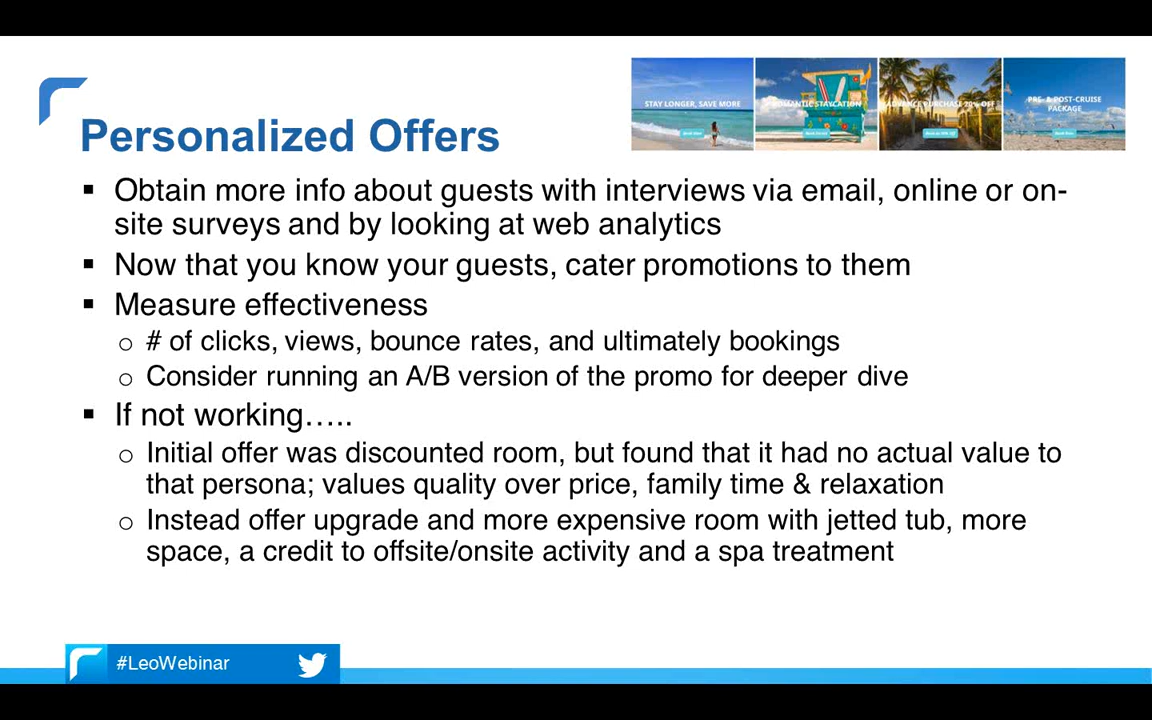 STAY LONGER, SAVE MORE
ROMANTIC STAYCATION
ADVANCE PURCHASE 20% OFF
PRE- & POST-CRUISE
PACKAGE
Personalized Offers
▪ Obtain more info about guests with interviews via email, online or on-
site surveys and by looking at web analytics
▪ Now that you know your guests, cater promotions to them
▪ Measure effectiveness
o # of clicks, views, bounce rates, and ultimately bookings
o Consider running an A/B version of the promo for deeper dive
▪ If not working…..
o Initial offer was discounted room, but found that it had no actual value to
that persona; values quality over price, family time & relaxation
o Instead offer upgrade and more expensive room with jetted tub, more
space, a credit to offsite/onsite activity and a spa treatment
#LeoWebinar